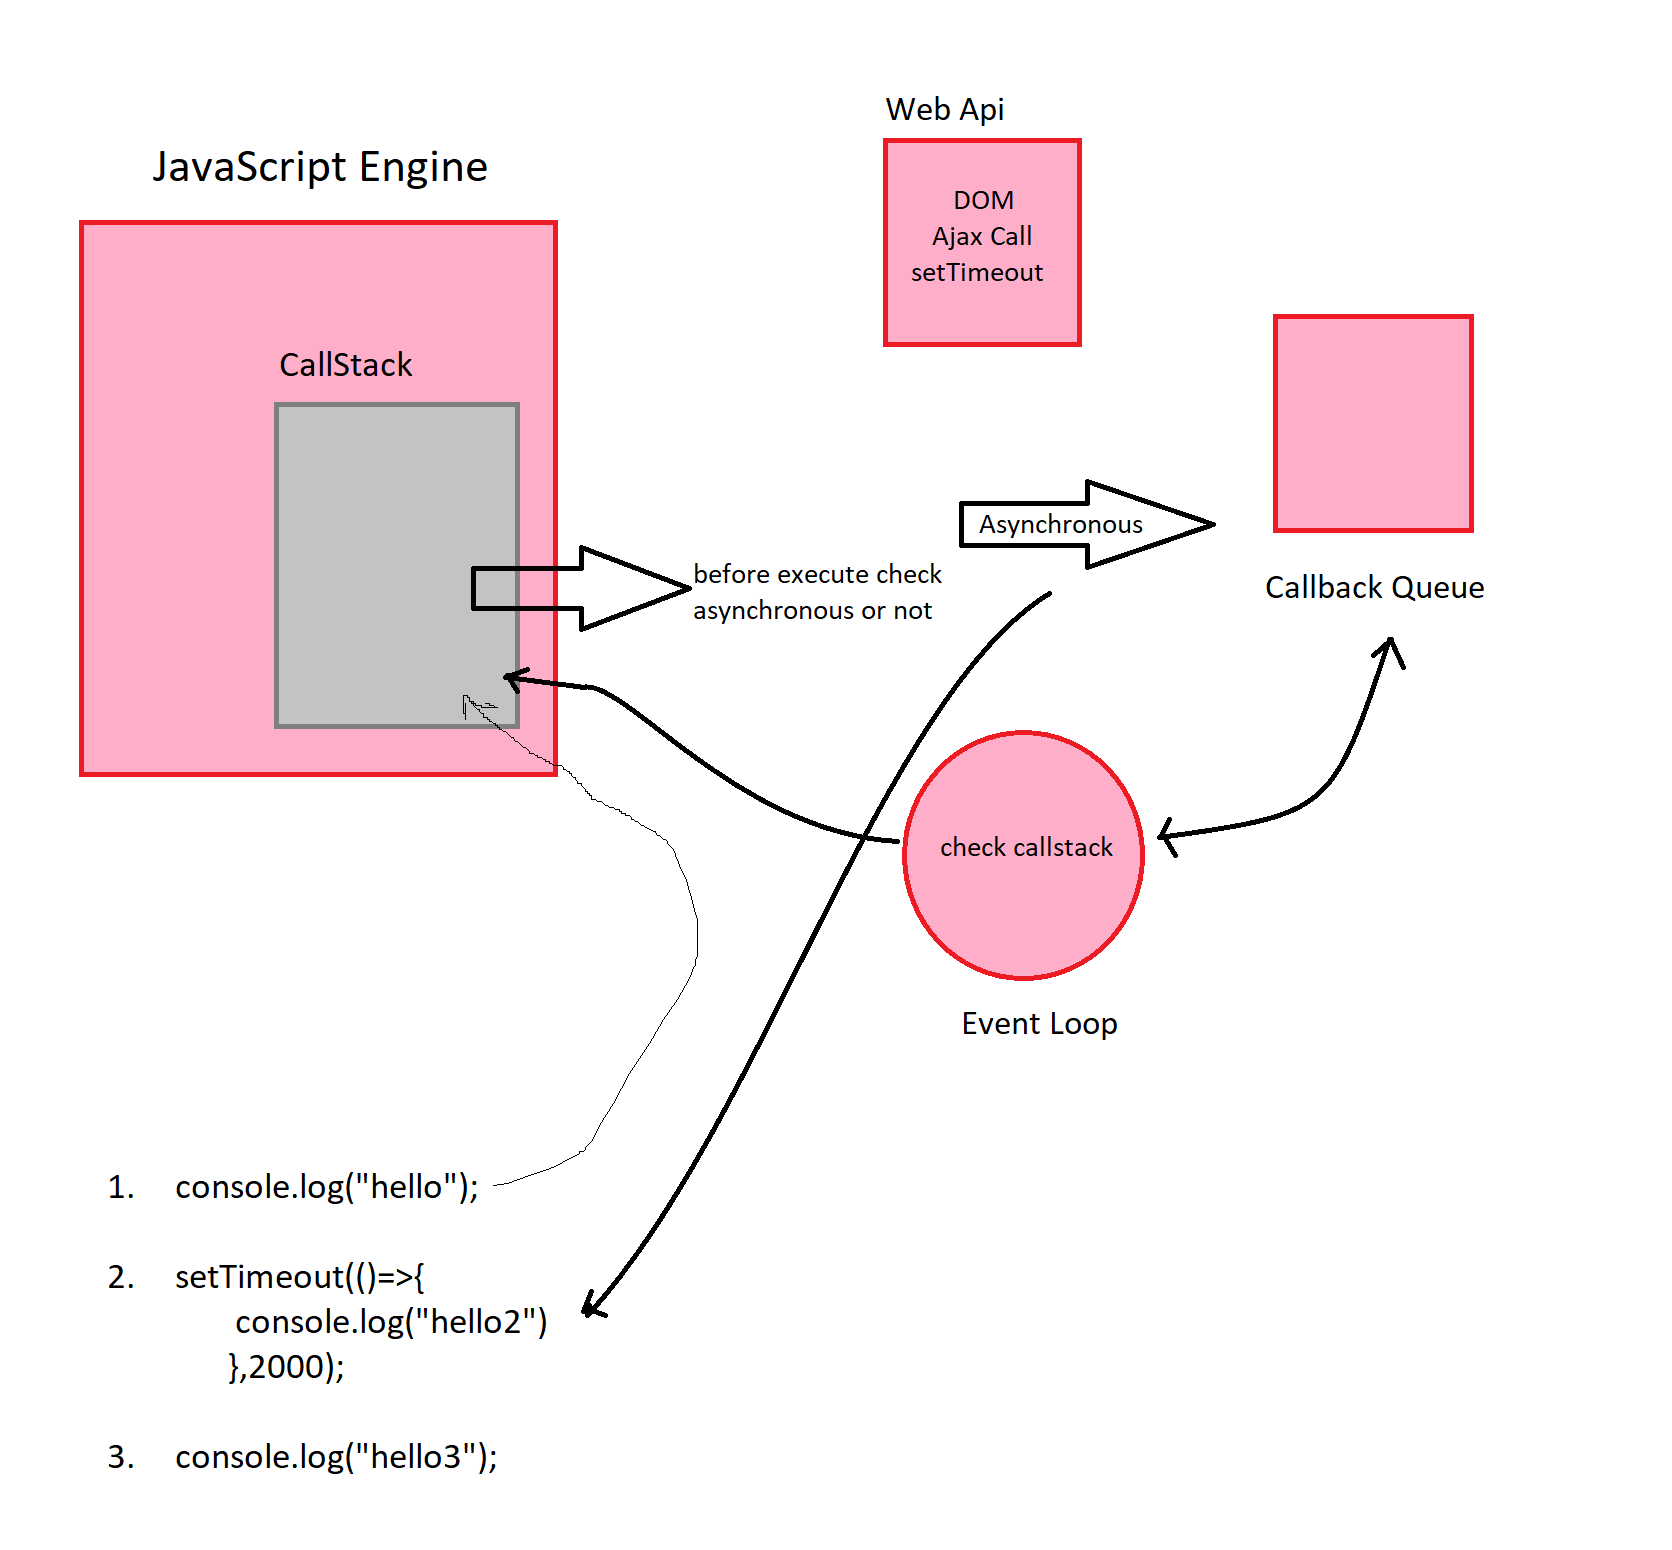 Web Api
JavaScript Engine
DOM
Ajax Call
setTimeout
CallStack
Asynchronous
before execute check
asynchronous or not
Callback Queue
check callstack
Event Loop
1. console.log("hello");
2. setTimeout(()=>{
console.log("hello2")
},2000);
3. console.log("hello3");